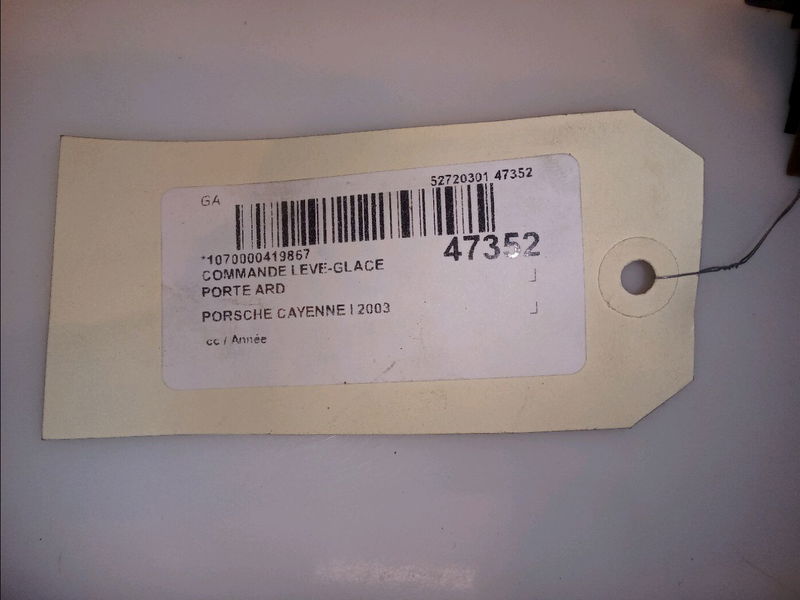 GA
52720301 47352
47352
*1070000419867
COMMANDE LEVE-GLACE
PORTE ARD
PORSCHE CAYENNE I 2003
cc / Année